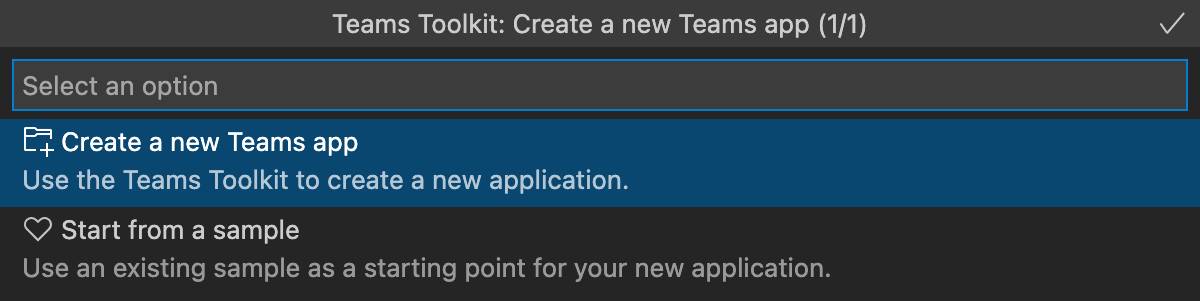 Teams Toolkit: Create a new Teams app (1/1)
Select an option
Create a new Teams app
Use the Teams Toolkit to create a new application.
Start from a sample
Use an existing sample as a starting point for your new application.